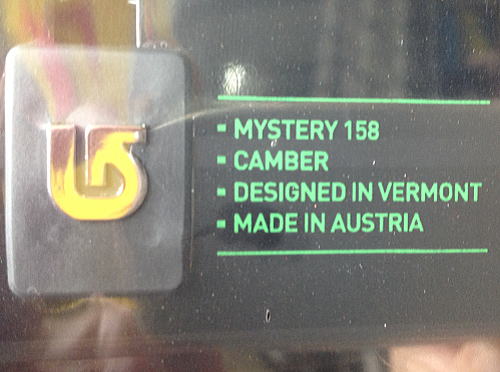 MYSTERY 158
CAMBER
DESIGNED IN VERMONT
MADE IN AUSTRIA